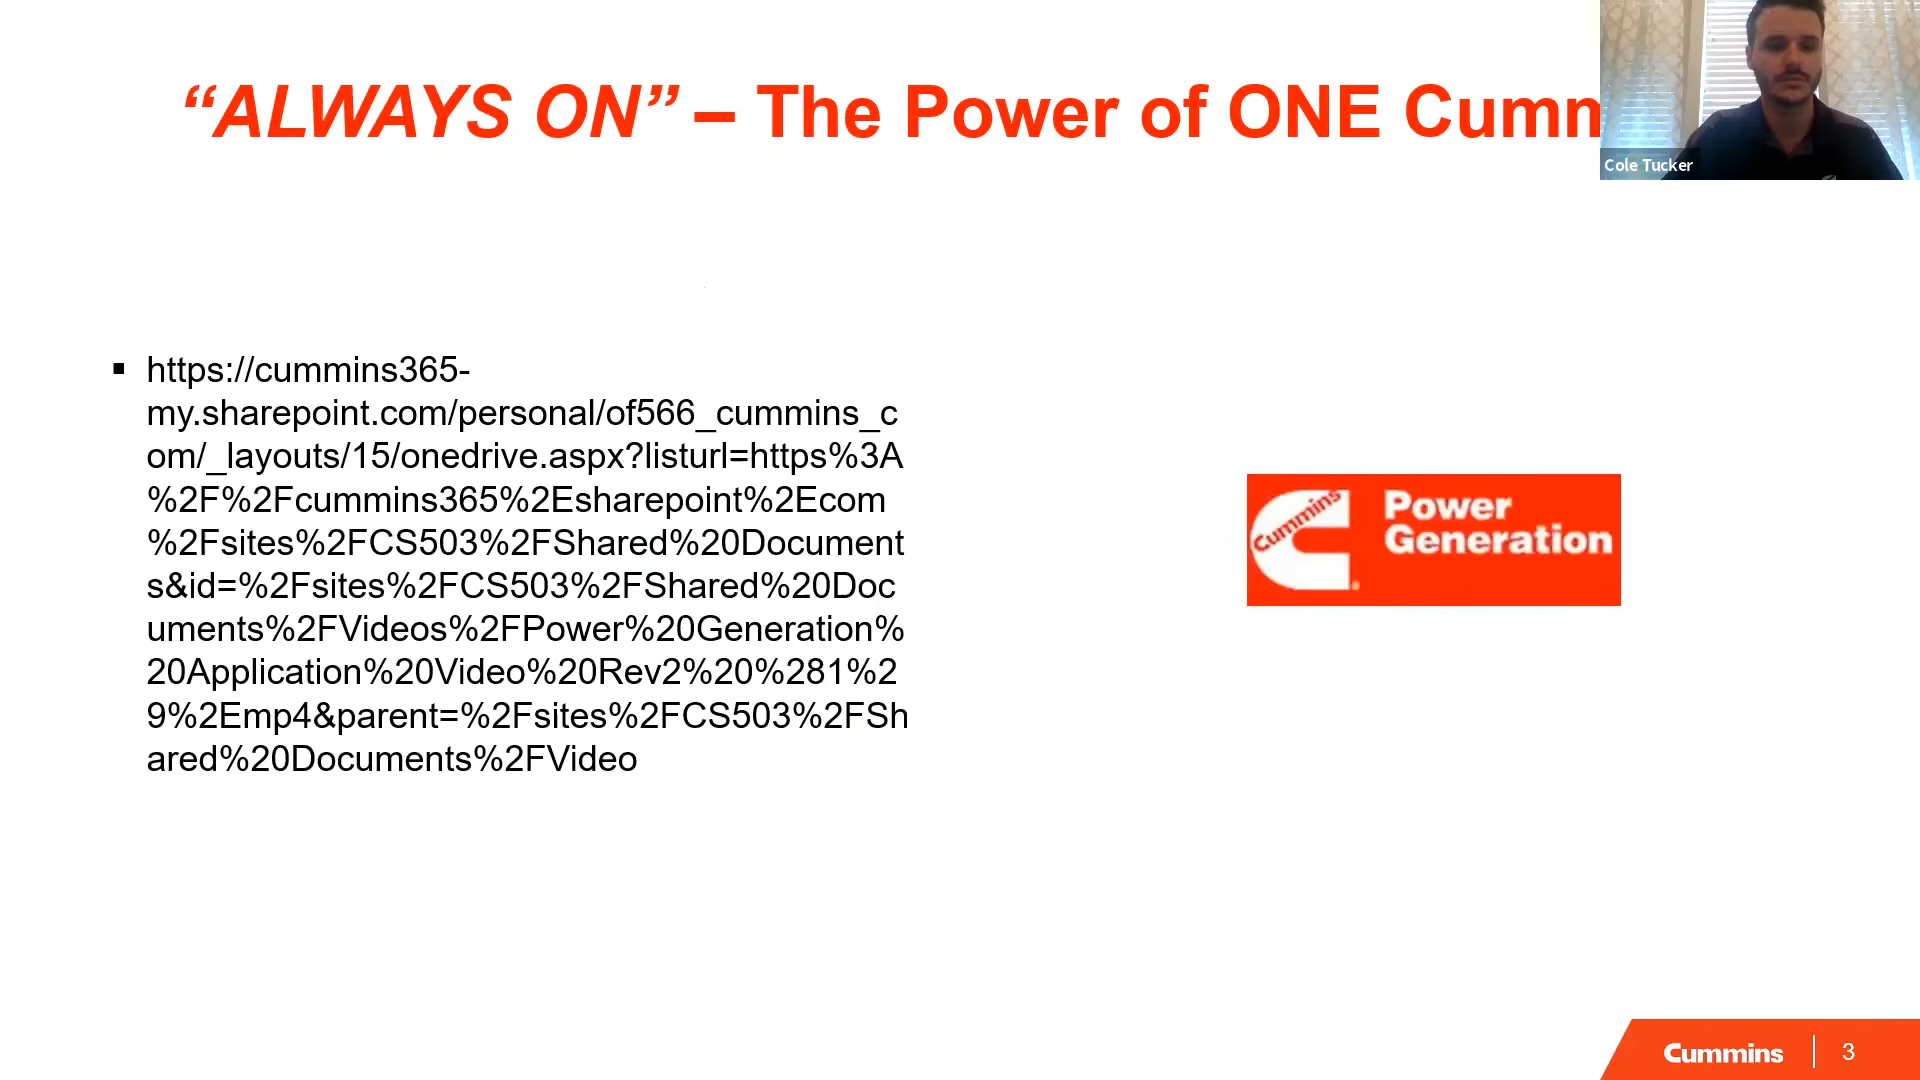 “ALWAYS ON” – The Power of ONE Cumm
Cole Tucker
▪ https://cummins365-
my.sharepoint.com/personal/of566_cummins_c
om/_layouts/15/onedrive.aspx?listurl=https%3A
%2F%2Fcummins365%2Esharepoint%2Ecom
%2Fsites%2FCS503%2FShared%20Document
s&id=%2Fsites%2FCS503%2FShared%20Doc
uments%2FVideos%2FPower%20Generation%
20Application%20Video%20Rev2%20%281%2
9%2Emp4&parent=%2Fsites%2FCS503%2FSh
ared%20Documents%2FVideo
Cummins
Power
Generation
Cummins | 3